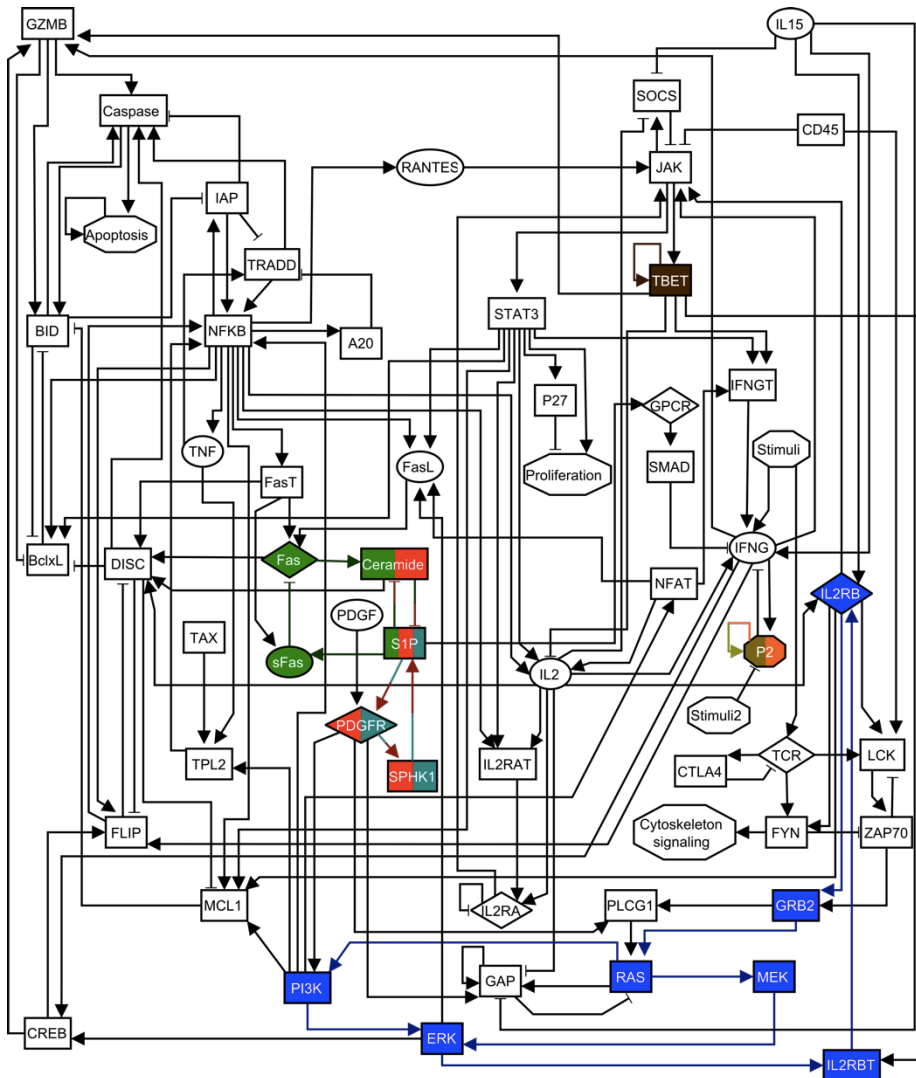 GZMB
IL15
Caspase
SOCS
CD45
RANTES
JAK
IAP
Apoptosis
TRADD
TBET
BID
NFKB
STAT3
A20
IFNGT
P27
GPCR
TNF
FasL
Stimuli
FasT
Proliferation
SMAD
BclxL
DISC
Fas
Ceramide
IFNG
NFAT
IL2RB
PDGF
TAX
S1P
P2
sFas
IL2
Stimuli2
PDGFR
TPL2
SPHK1
IL2RAT
TCR
LCK
CTLA4
FLIP
Cytoskeleton
signaling
FYN
ZAP70
MCL1
IL2RA
PLCG1
GRB2
PI3K
GAP
RAS
MEK
CREB
ERK
IL2RBT